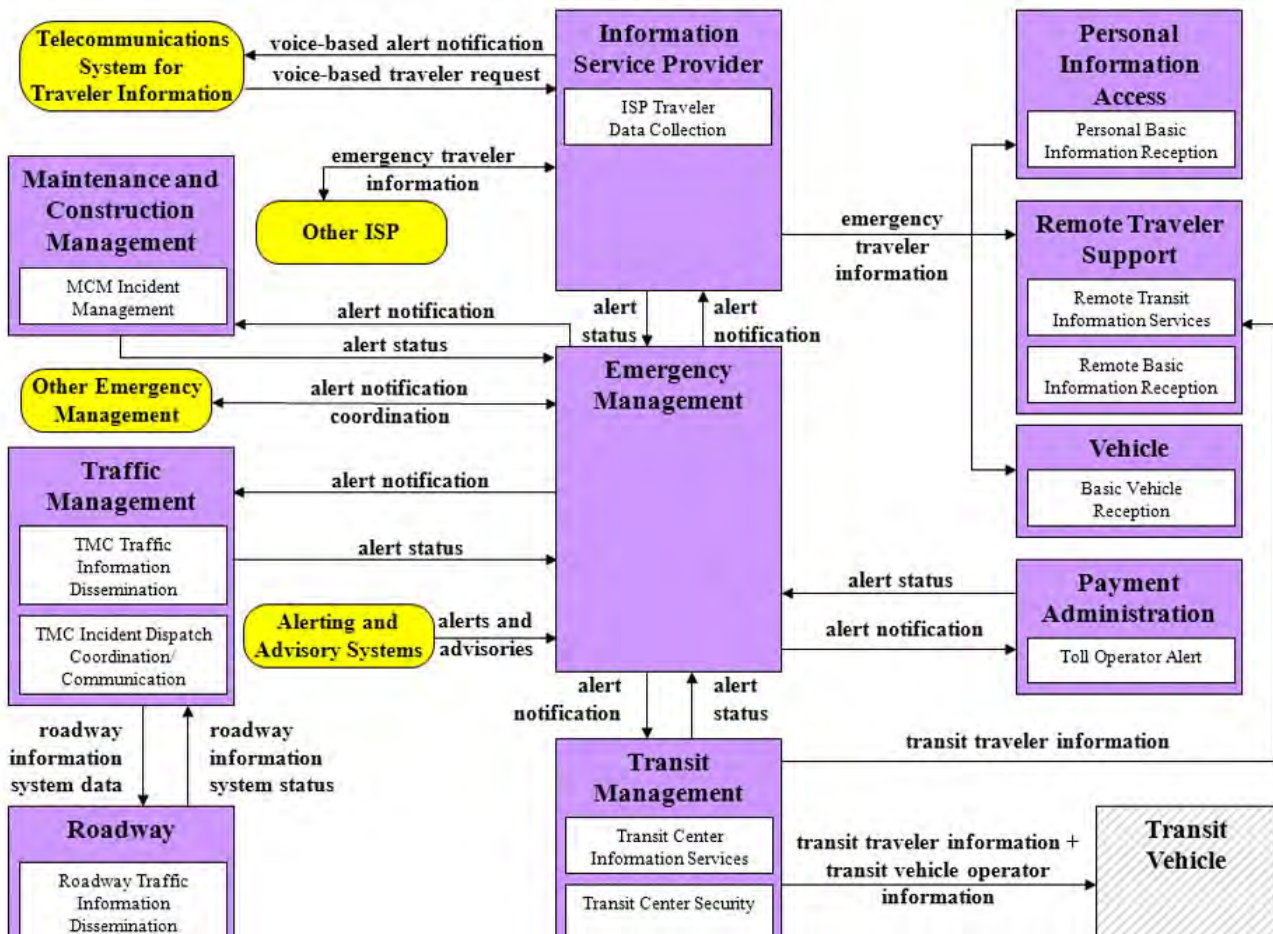 Telecommunications
System for
Traveler Information
voice-based alert notification
voice-based traveler request
Information
Service Provider
ISP Traveler
Data Collection
Personal
Information
Access
Personal Basic
Information Reception
emergency traveler
information
Other ISP
Maintenance and
Construction
Management
MCM Incident
Management
emergency
traveler
information
Remote Traveler
Support
Remote Transit
Information Services
Remote Basic
Information Reception
alert notification
alert status
alert
status
alert
notification
Other Emergency
Management
alert notification
coordination
Emergency
Management
Vehicle
Basic Vehicle
Reception
Traffic
Management
TMC Traffic
Information
Dissemination
TMC Incident Dispatch
Coordination/
Communication
alert notification
alert status
Alerting and
Advisory Systems
alerts and
advisories
alert status
alert notification
Payment
Administration
Toll Operator Alert
roadway
information
system data
roadway
information
system status
alert
notification
alert
status
transit traveler information
Roadway
Roadway Traffic
Information
Dissemination
Transit
Management
Transit Center
Information Services
Transit Center Security
transit traveler information +
transit vehicle operator
information
Transit
Vehicle